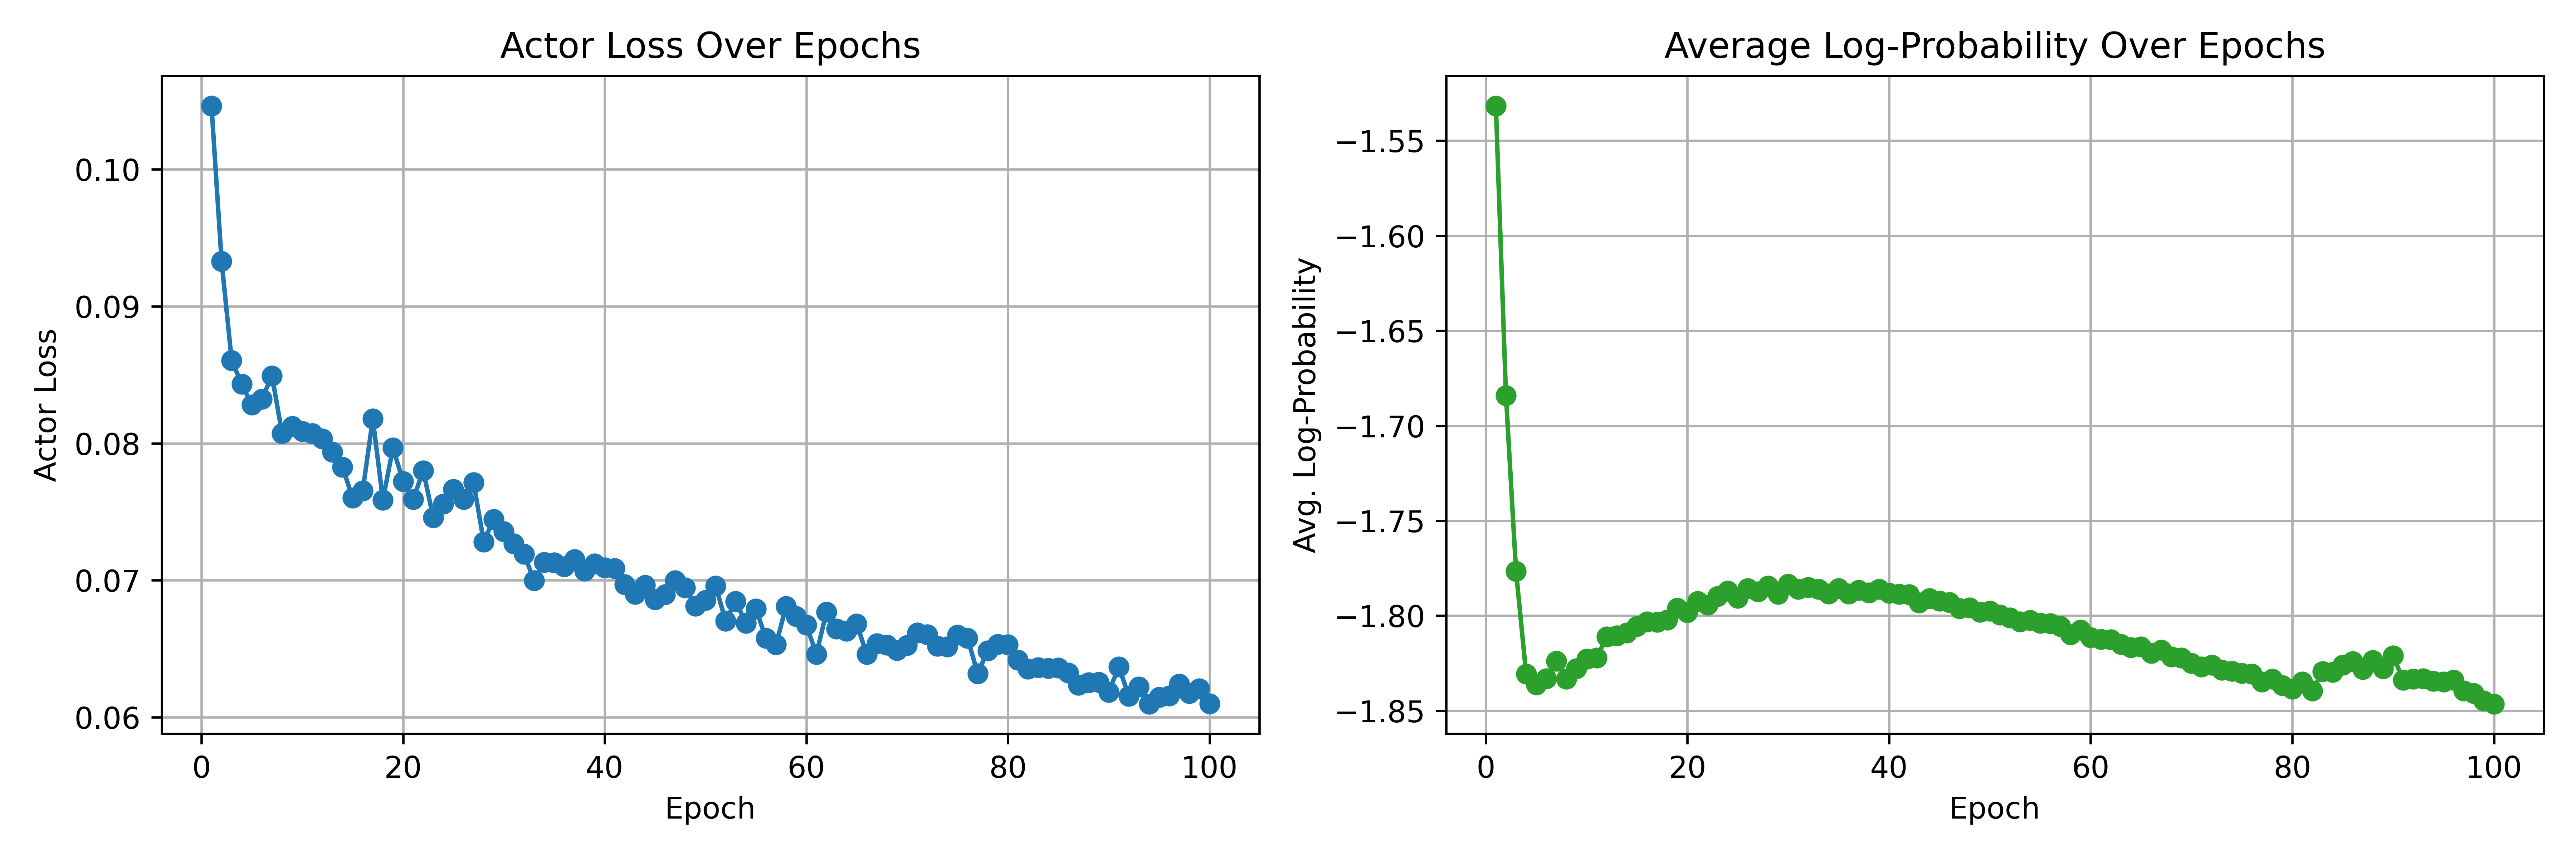 Actor Loss Over Epochs
Actor Loss
0.10
0.09
0.08
0.07
0.06
0 20 40 60 80 100
Epoch
Average Log-Probability Over Epochs
Avg. Log-Probability
−1.55
−1.60
−1.65
−1.70
−1.75
−1.80
−1.85
0 20 40 60 80 100
Epoch